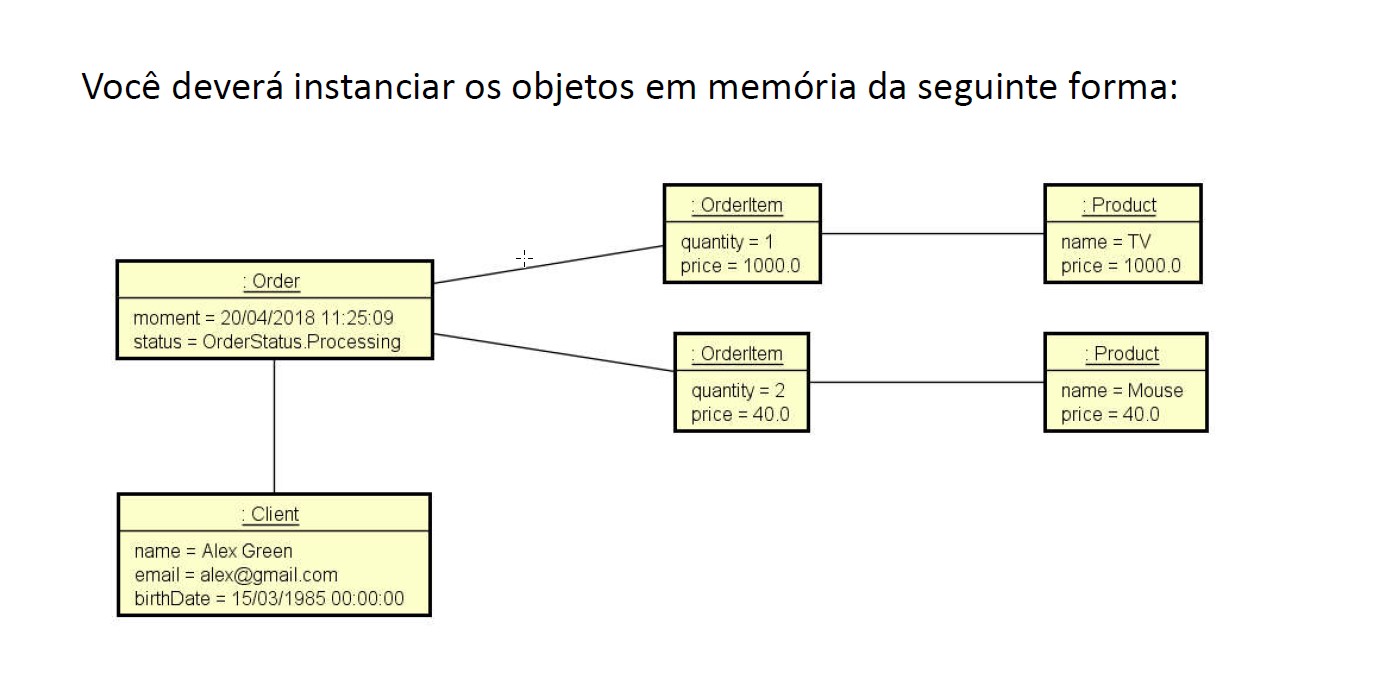 Você deverá instanciar os objetos em memória da seguinte forma:
: Order
moment = 20/04/2018 11:25:09
status = OrderStatus.Processing
: OrderItem
quantity = 1
price = 1000.0
: Product
name = TV
price = 1000.0
: OrderItem
quantity = 2
price = 40.0
: Product
name = Mouse
price = 40.0
: Client
name = Alex Green
email = alex@gmail.com
birthDate = 15/03/1985 00:00:00